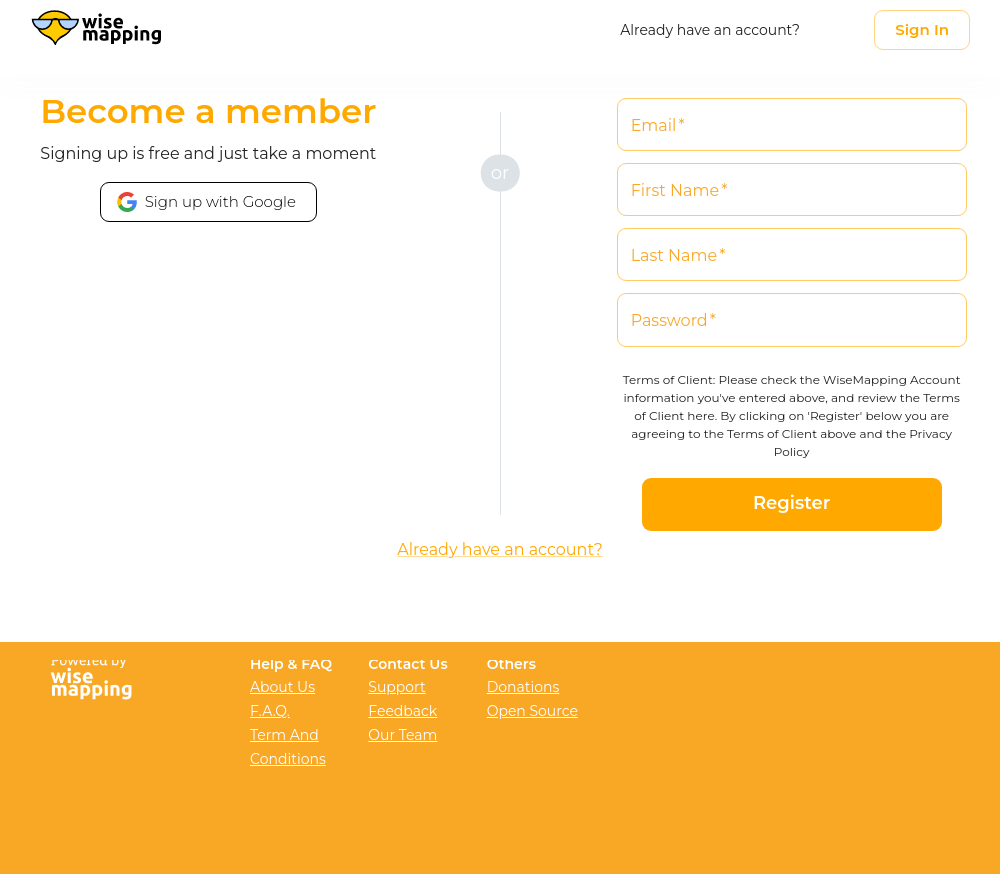 wise
mapping
Already have an account?
Sign In
Become a member
Signing up is free and just take a moment
Sign up with Google
or
Email *
First Name *
Last Name *
Password *
Terms of Client: Please check the WiseMapping Account
information you've entered above, and review the Terms
of Client here. By clicking on 'Register' below you are
agreeing to the Terms of Client above and the Privacy
Policy
Register
Already have an account?
Powered by
wise
mapping
Help & FAQ
About Us
F.A.Q.
Term And
Conditions
Contact Us
Support
Feedback
Our Team
Others
Donations
Open Source